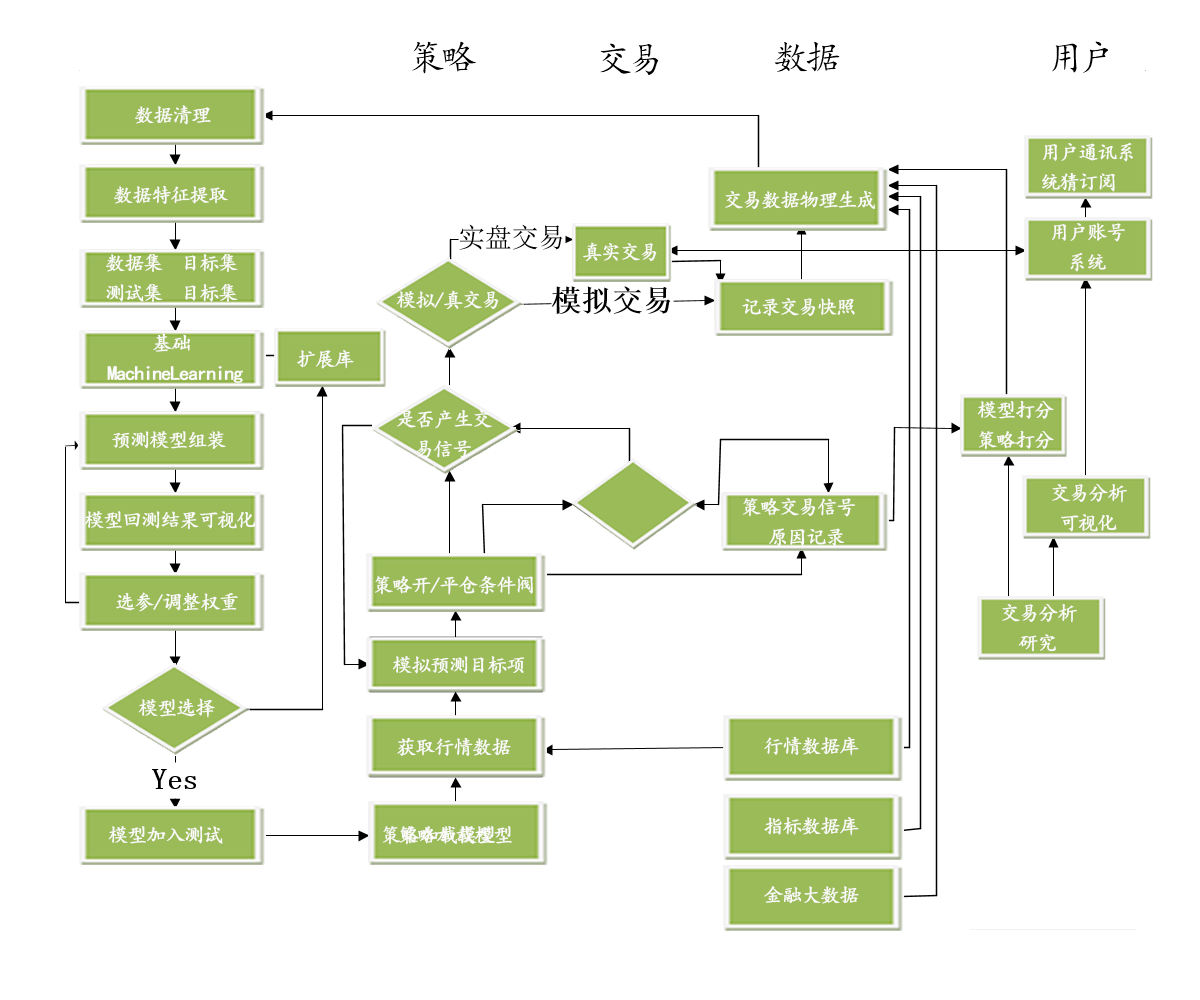 策略
交易
数据
用户
数据清理
数据特征提取
数据集 目标集
测试集 目标集
基础
MachineLearning
扩展库
预测模型组装
模型回测结果可视化
选参/调整权重
模型选择
Yes
模型加入测试
实盘交易
模拟/真交易
模拟交易
是否产生交
易信号
策略开/平仓条件阀
模拟预测目标项
获取行情数据
真实交易
交易数据物理生成
记录交易快照
策略交易信号
原因记录
行情数据库
指标数据库
金融大数据
用户通讯系
统猜订阅
用户账号
系统
模型打分
策略打分
交易分析
可视化
交易分析
研究